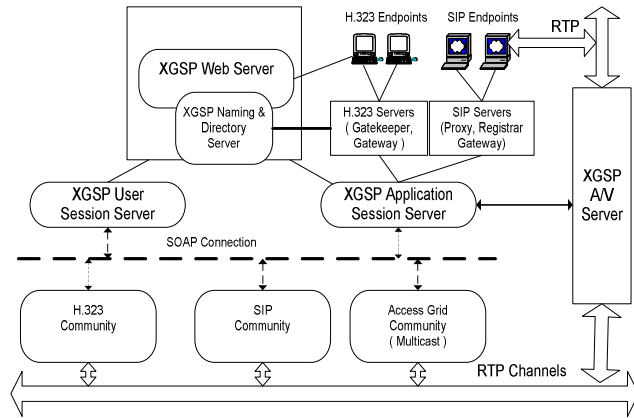 H.323 Endpoints
SIP Endpoints
RTP
XGSP Web Server
XGSP Naming &
Directory
Server
H.323 Servers
( Gatekeeper,
Gateway )
SIP Servers
(Proxy, Registrar
Gateway)
XGSP
A/V
Server
XGSP User
Session Server
XGSP Application
Session Server
SOAP Connection
H.323
Community
SIP
Community
Access Grid
Community
( Multicast )
RTP Channels